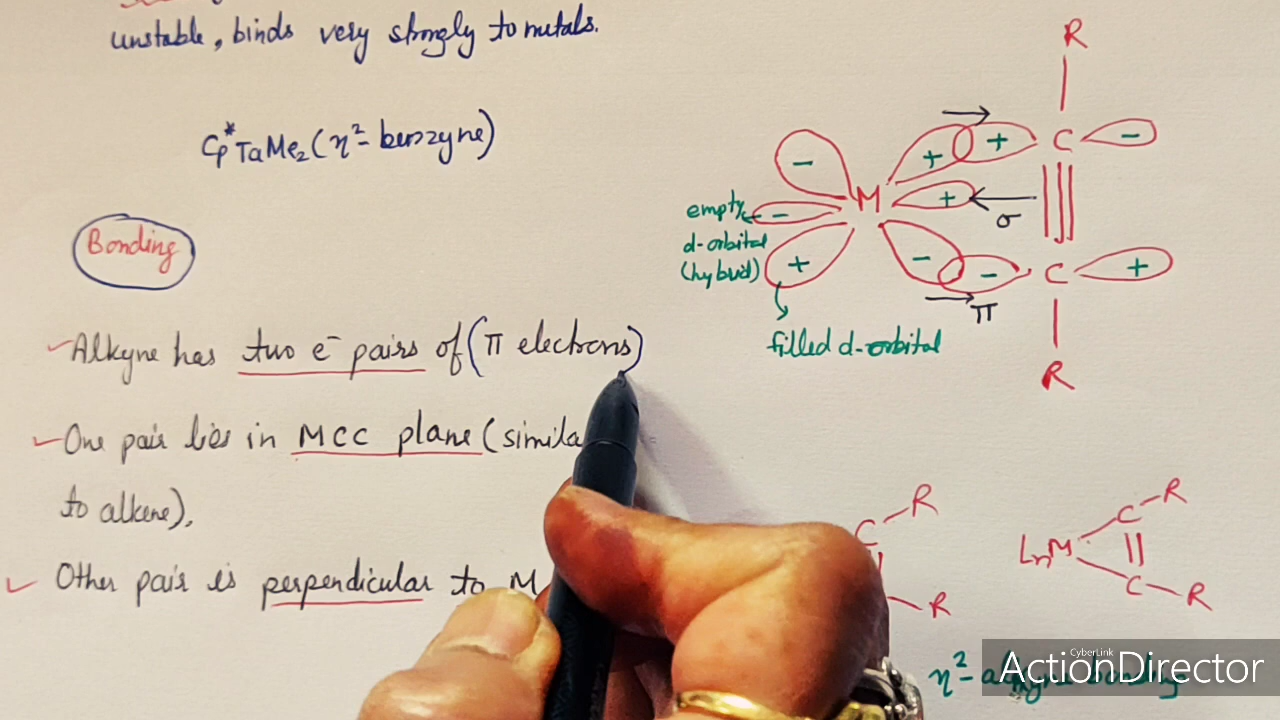 unstable, binds very strongly to metals.
Cp*TaMe₂(η²-benzyne)
Bonding
Alkyne has two e⁻ pairs of (π electrons)
One pair lies in MCC plane (simila
to alkene),
Other pair is perpendicular to M
R
- + + C -
empty - M + σ
d-orbital
(hybrid) + - - C +
π
filled d-orbital
R
C R
R
LnM C R
C R
η²-
CyberLink
ActionDirector